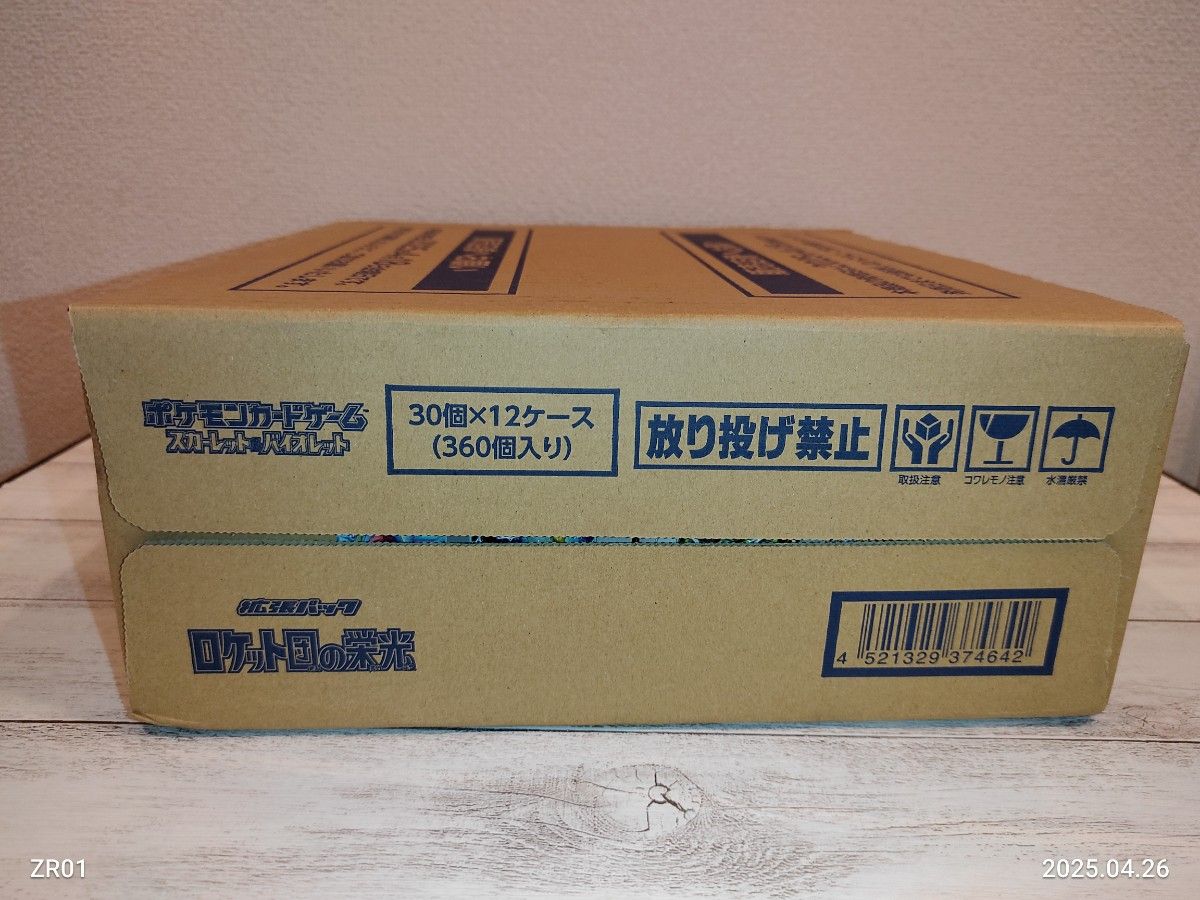 ポケモンカードゲーム
スカーレット&バイオレット
30個×12ケース
(360個入り)
放り投げ禁止
取扱注意
コワレモノ注意
水濡厳禁
拡張パック
ロケット団の栄光
4 521329 374642
ZR01
2025.04.26